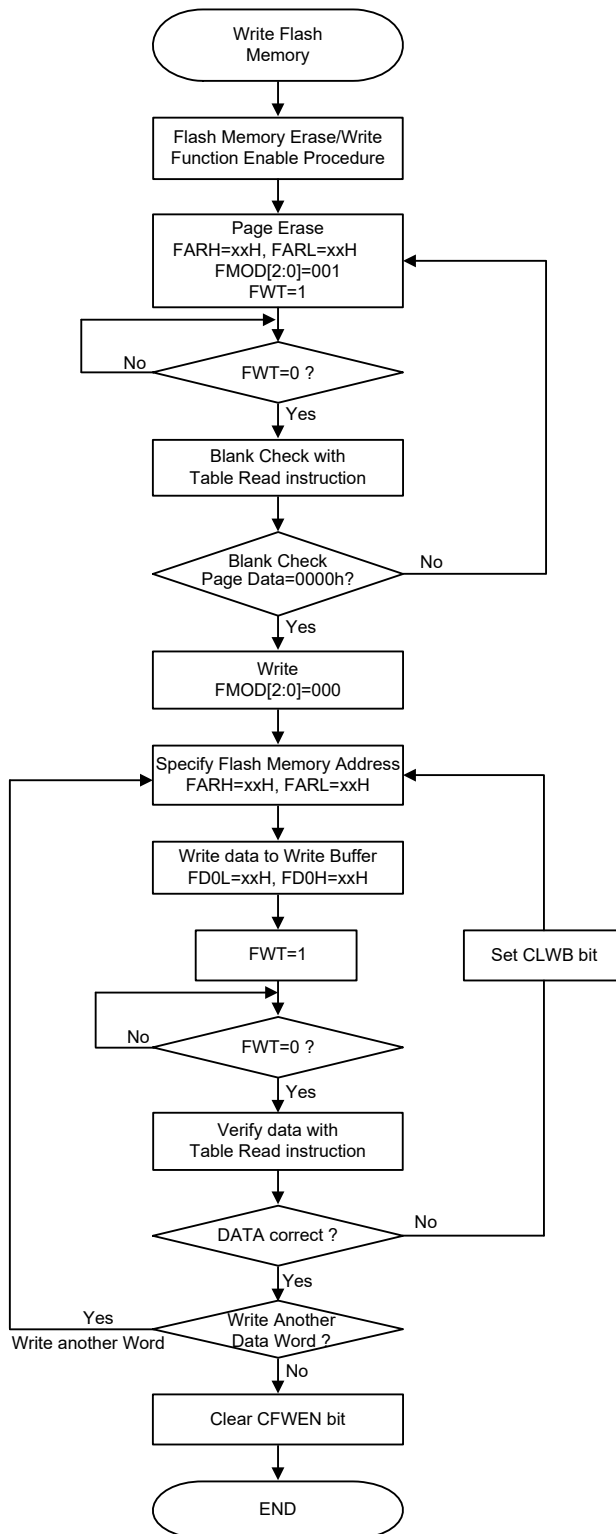 Write Flash
Memory
Flash Memory Erase/Write
Function Enable Procedure
Page Erase
FARH=xxH, FARL=xxH
FMOD[2:0]=001
FWT=1
No
FWT=0 ?
Yes
Blank Check with
Table Read instruction
Blank Check
Page Data=0000h?
No
Yes
Write
FMOD[2:0]=000
Specify Flash Memory Address
FARH=xxH, FARL=xxH
Write data to Write Buffer
FD0L=xxH, FD0H=xxH
FWT=1
Set CLWB bit
No
FWT=0 ?
Yes
Verify data with
Table Read instruction
DATA correct ?
No
Yes
Yes
Write another Word
Write Another
Data Word ?
No
Clear CFWEN bit
END